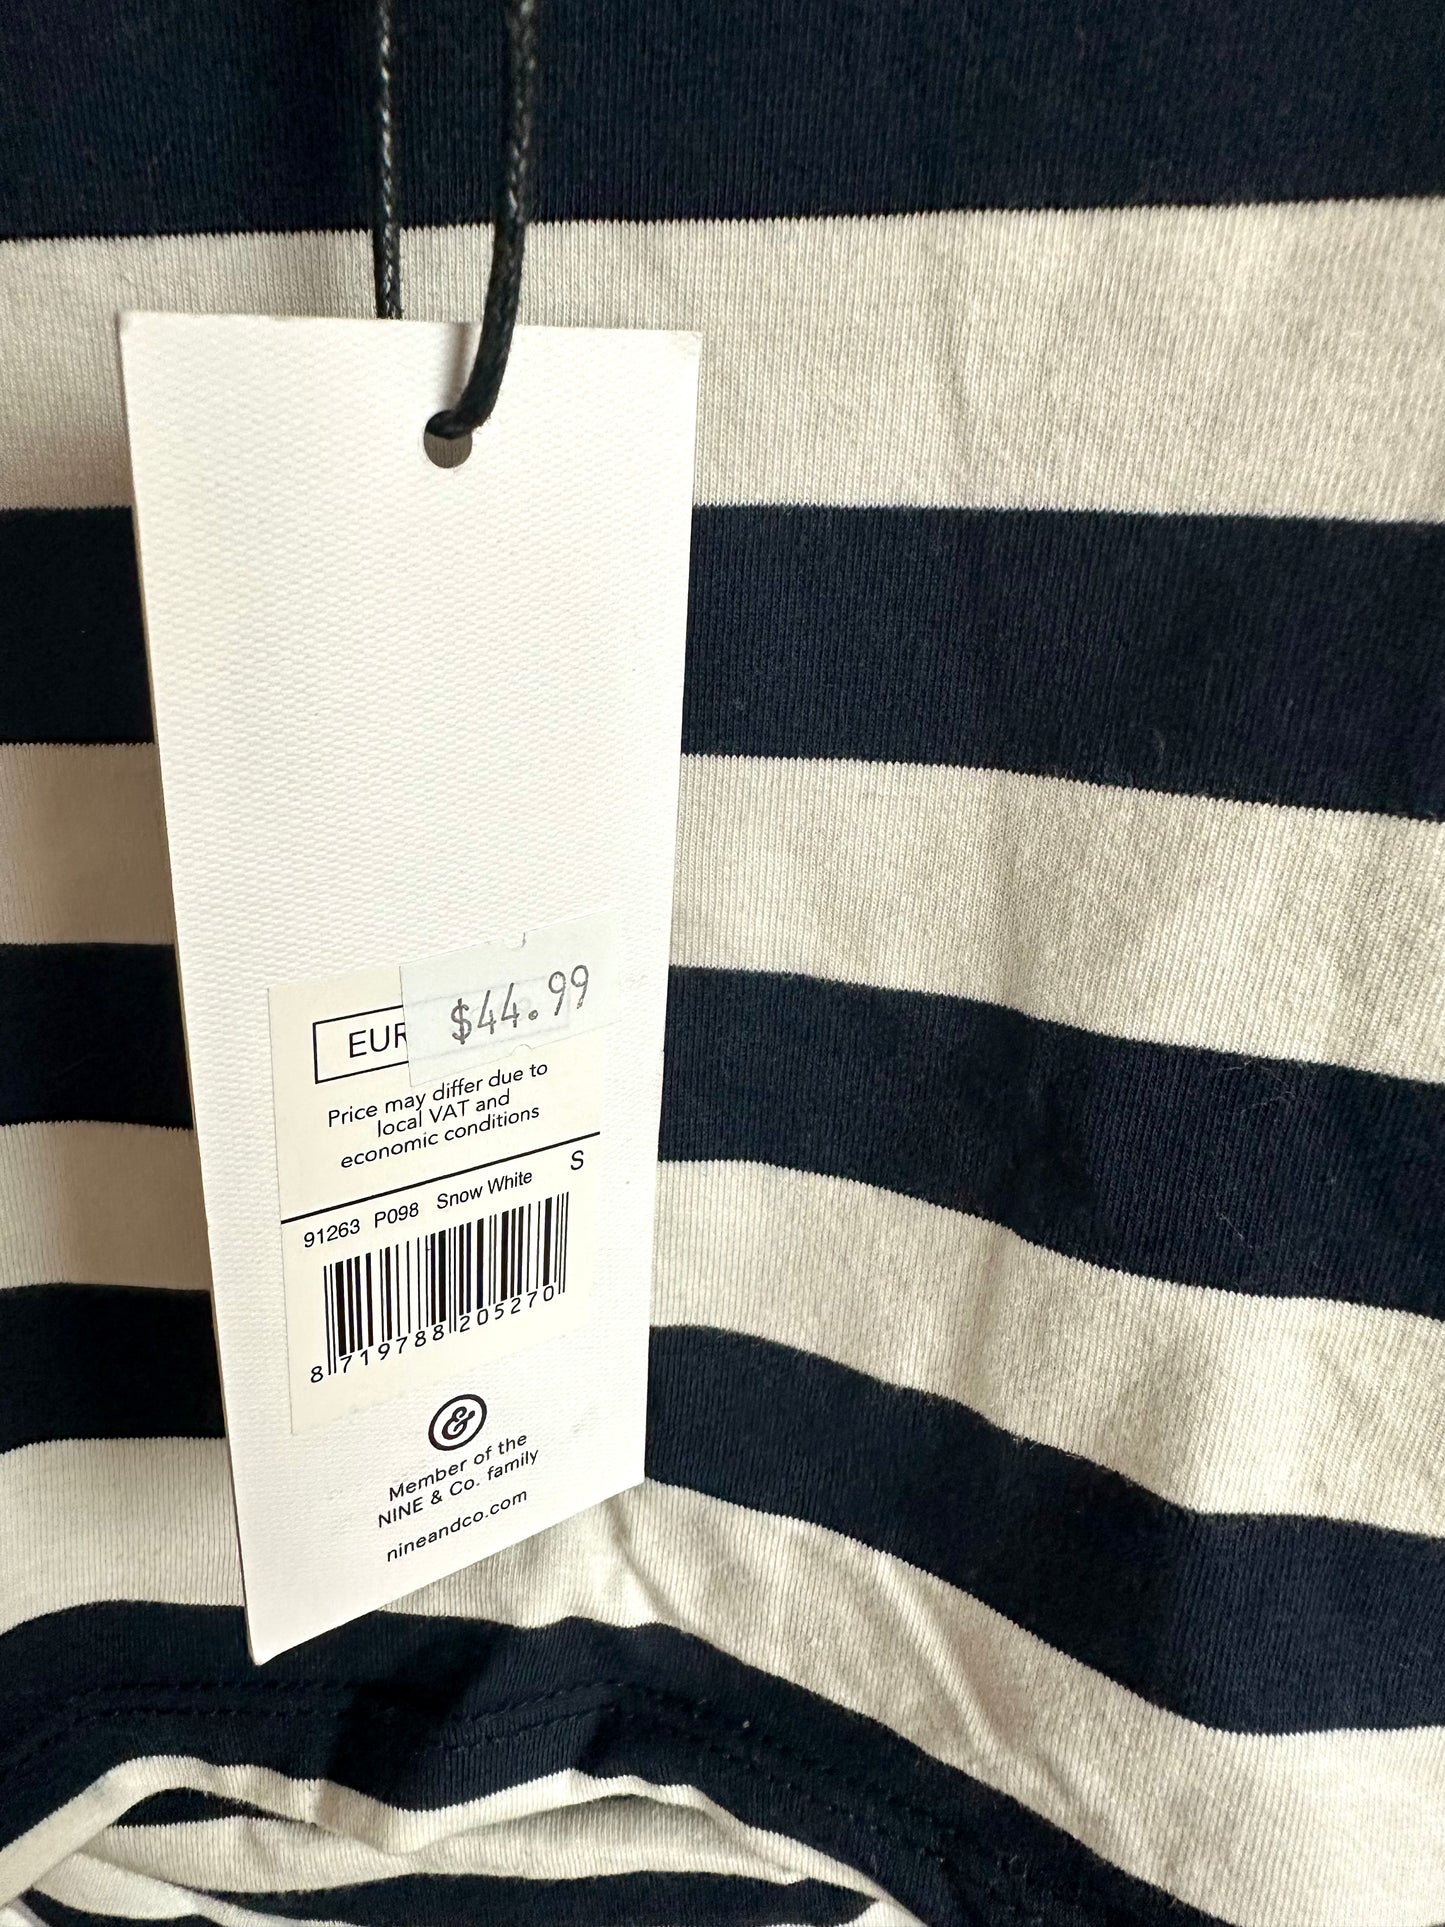 EUR
$44.99
Price may differ due to
local VAT and
economic conditions
91263 P098 Snow White S
8 719788 205270
&
Member of the
NINE & Co. family
nineandco.com